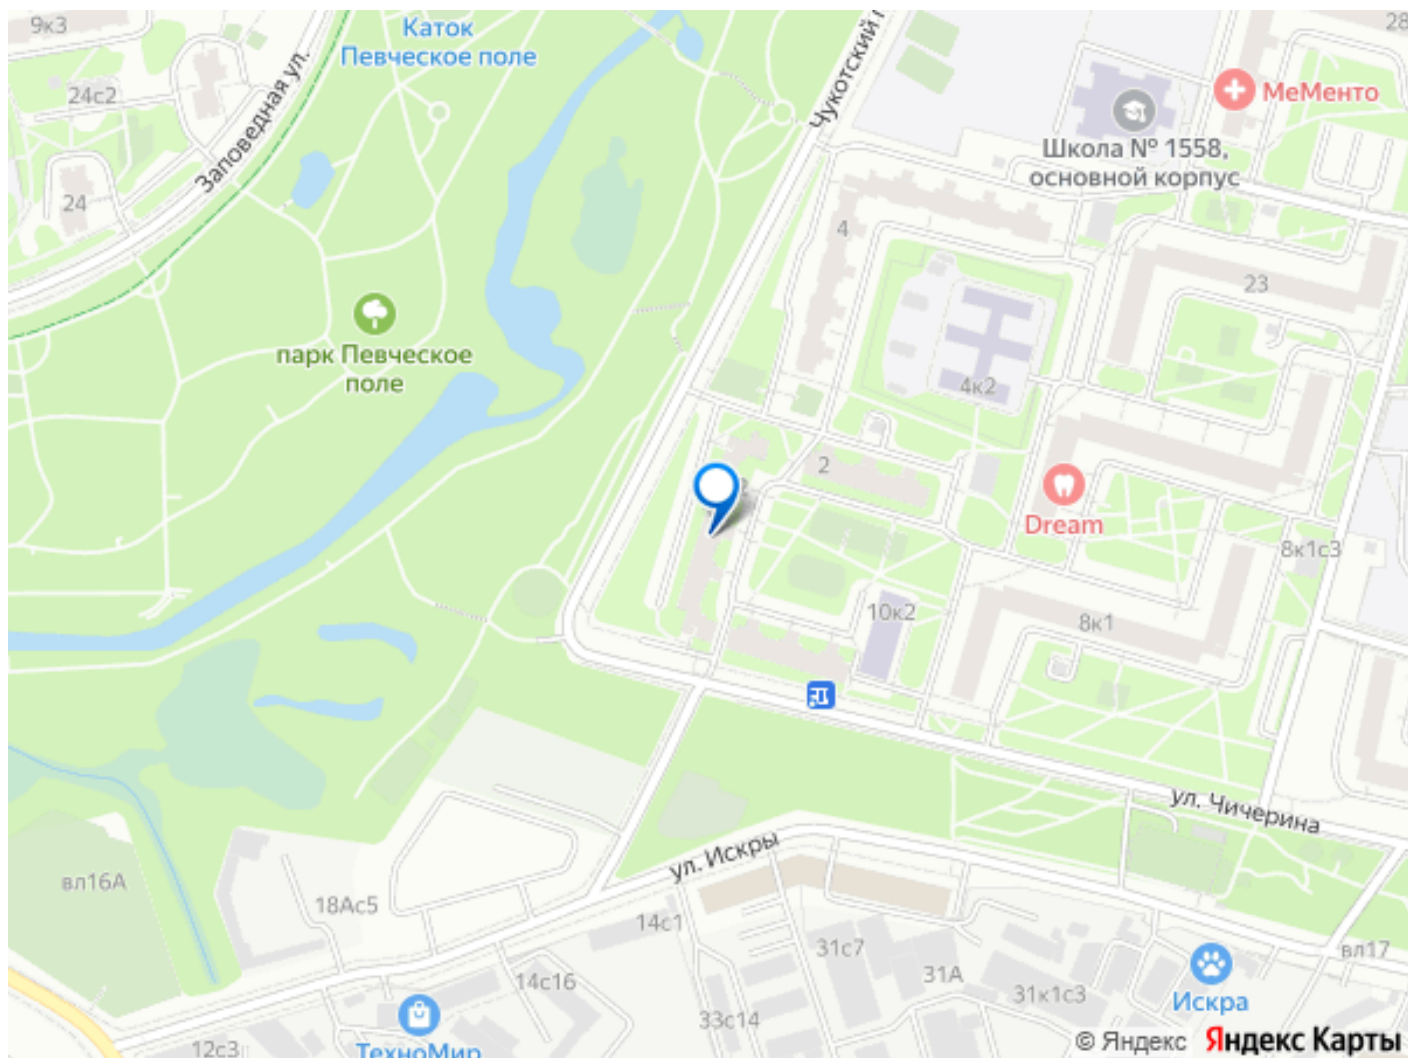 9к3
Каток
Певческое поле
28
Чукотский п
24с2
Заповедная ул.
МеМенто
Школа № 1558,
основной корпус
24
4
23
парк Певческое
поле
4к2
2
Dream
8к1с3
10к2
8к1
ул. Чичерина
ул. Искры
вл16А
18Ас5
14с1
31с7
31А
вл17
14с16
31к1с3
Искра
33с14
12с3
ТехноМир
© Яндекс Яндекс Карты